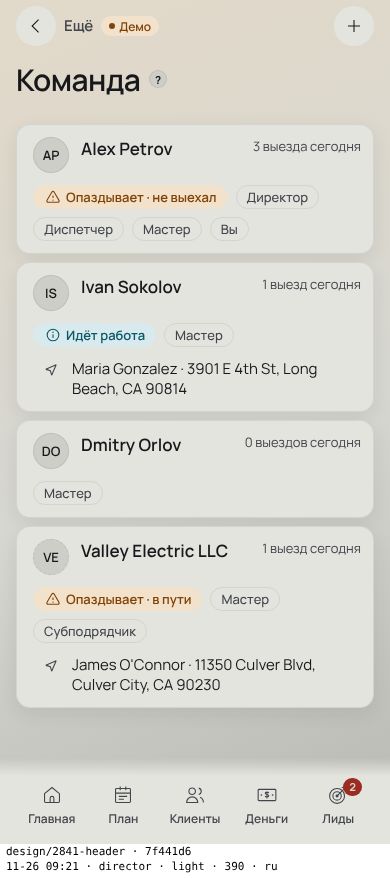 Ещё
Демо
Команда ?
AP Alex Petrov 3 выезда сегодня
Опаздывает · не выехал Директор
Диспетчер Мастер Вы
IS Ivan Sokolov 1 выезд сегодня
Идёт работа Мастер
Maria Gonzalez · 3901 E 4th St, Long
Beach, CA 90814
DO Dmitry Orlov 0 выездов сегодня
Мастер
VE Valley Electric LLC 1 выезд сегодня
Опаздывает · в пути Мастер
Субподрядчик
James O'Connor · 11350 Culver Blvd,
Culver City, CA 90230
2
Главная План Клиенты Деньги Лиды
design/2841-header · 7f441d6
11-26 09:21 · director · light · 390 · ru